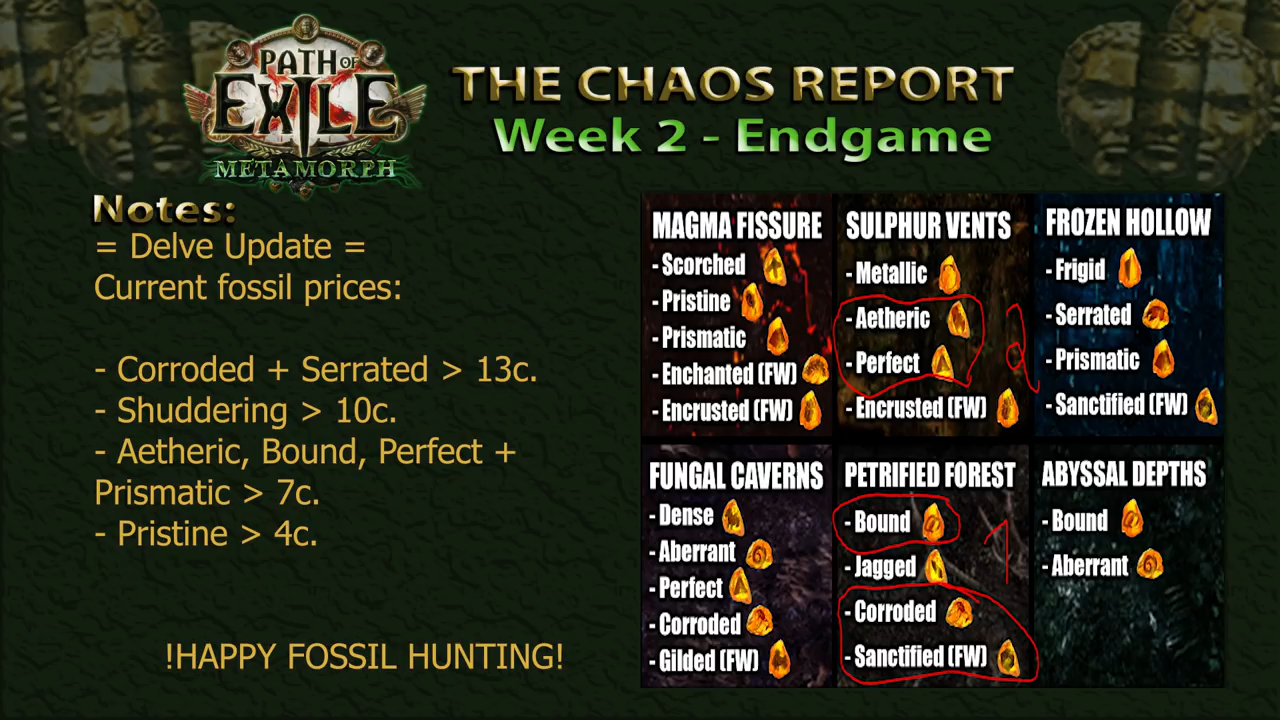 PATH OF
EXILE
METAMORPH
THE CHAOS REPORT
Week 2 - Endgame
Notes:
= Delve Update =
Current fossil prices:
- Corroded + Serrated > 13c.
- Shuddering > 10c.
- Aetheric, Bound, Perfect +
Prismatic > 7c.
- Pristine > 4c.
!HAPPY FOSSIL HUNTING!
MAGMA FISSURE
- Scorched
- Pristine
- Prismatic
- Enchanted (FW)
- Encrusted (FW)
SULPHUR VENTS
- Metallic
- Aetheric
- Perfect
- Encrusted (FW)
2
FROZEN HOLLOW
- Frigid
- Serrated
- Prismatic
- Sanctified (FW)
FUNGAL CAVERNS
- Dense
- Aberrant
- Perfect
- Corroded
- Gilded (FW)
PETRIFIED FOREST
- Bound
- Jagged
- Corroded
- Sanctified (FW)
1
ABYSSAL DEPTHS
- Bound
- Aberrant